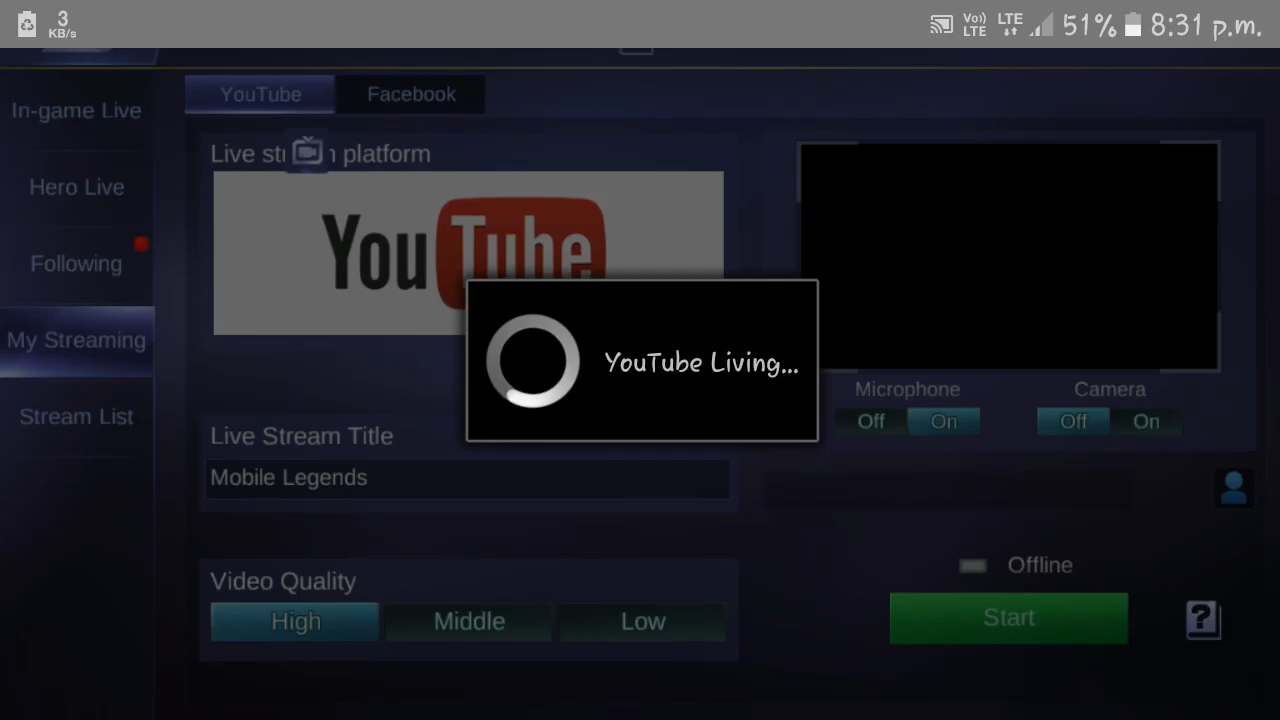 3
KB/s
Vo))
LTE
LTE
51%
8:31 p.m.
In-game Live
Hero Live
Following
My Streaming
Stream List
YouTube
Facebook
Live platform
YouTube
YouTube Living...
Microphone
Off
On
Camera
Off
On
Live Stream Title
Mobile Legends
Video Quality
High
Middle
Low
Offline
Start
?